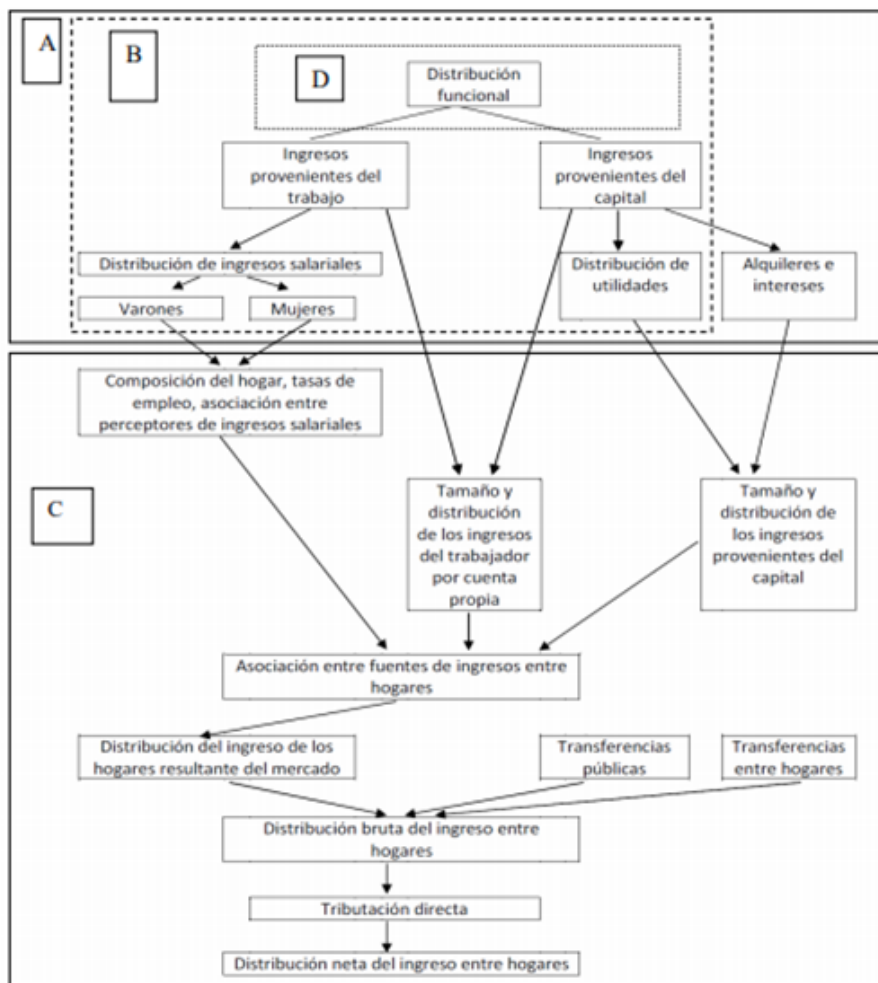 A
B
D
Distribución
funcional
Ingresos
provenientes del
trabajo
Ingresos
provenientes del
capital
Distribución de ingresos salariales
Varones
Mujeres
Distribución de
utilidades
Alquileres e
intereses
Composición del hogar, tasas de
empleo, asociación entre
perceptores de ingresos salariales
C
Tamaño y
distribución
de los ingresos
del trabajador
por cuenta
propia
Tamaño y
distribución de
los ingresos
provenientes del
capital
Asociación entre fuentes de ingresos entre
hogares
Distribución del ingreso de los
hogares resultante del mercado
Transferencias
públicas
Transferencias
entre hogares
Distribución bruta del ingreso entre
hogares
Tributación directa
Distribución neta del ingreso entre hogares